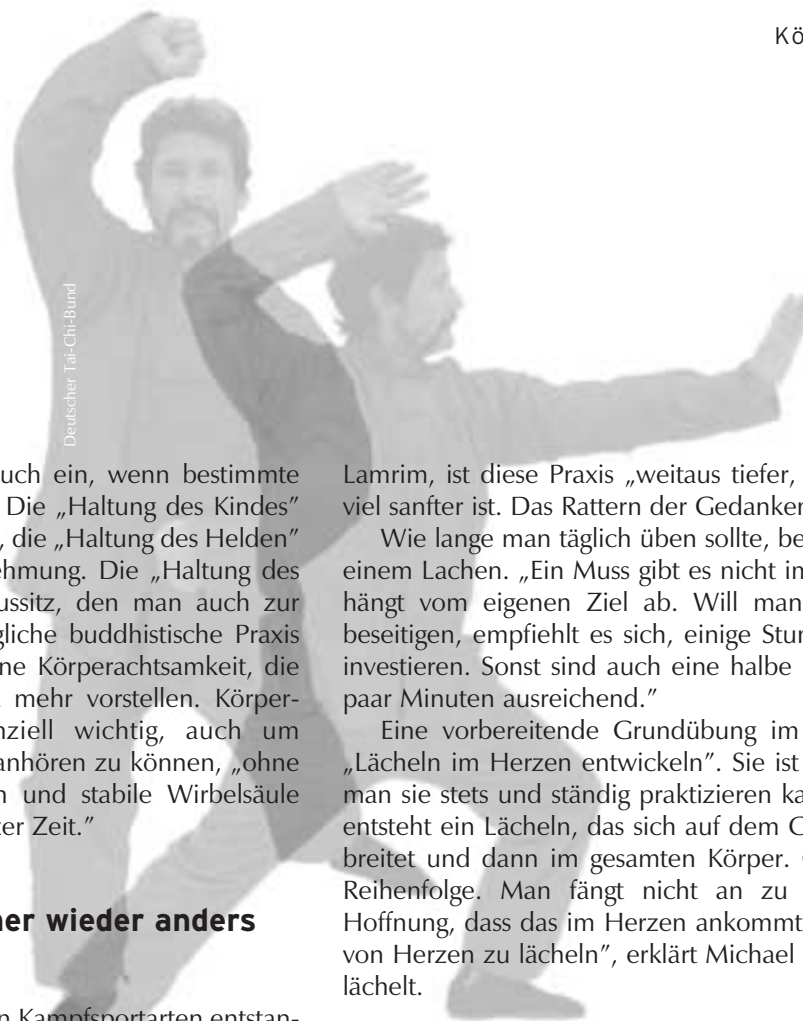 Kö
Deutscher Tai-Chi-Bund
uch ein, wenn bestimmte
Die „Haltung des Kindes”
, die „Haltung des Helden”
ehmung. Die „Haltung des
ussitz, den man auch zur
gliche buddhistische Praxis
ne Körperachtsamkeit, die
mehr vorstellen. Körper-
nziell wichtig, auch um
anhören zu können, „ohne
n und stabile Wirbelsäule
zer Zeit.”
ner wieder anders
n Kampfsportarten entstan-
Lamrim, ist diese Praxis „weitaus tiefer,
viel sanfter ist. Das Rattern der Gedanken
Wie lange man täglich üben sollte, be
einem Lachen. „Ein Muss gibt es nicht im
hängt vom eigenen Ziel ab. Will man
beseitigen, empfiehlt es sich, einige Stun
investieren. Sonst sind auch eine halbe
paar Minuten ausreichend.”
Eine vorbereitende Grundübung im
„Lächeln im Herzen entwickeln”. Sie ist
man sie stets und ständig praktizieren ka
entsteht ein Lächeln, das sich auf dem G
breitet und dann im gesamten Körper.
Reihenfolge. Man fängt nicht an zu
Hoffnung, dass das im Herzen ankommt
von Herzen zu lächeln”, erklärt Michael
lächelt.